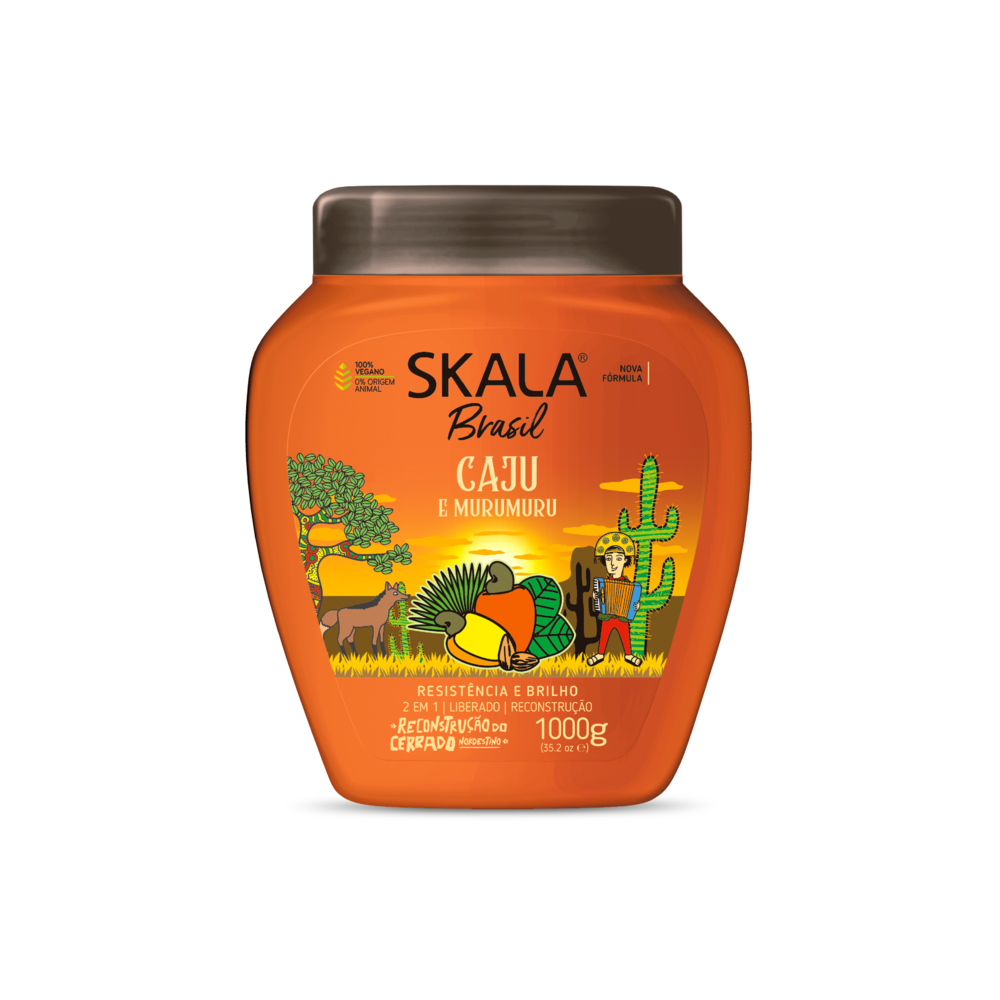 100%
VEGANO
0% ORIGEM
ANIMAL
SKALA®
Brasil
NOVA
FÓRMULA
CAJU
E MURUMURU
RESISTÊNCIA E BRILHO
2 EM 1 | LIBERADO | RECONSTRUÇÃO
RECONSTRUÇÃO DO
CERRADO NORDESTINO
1000g
(35.2 oz ℮)